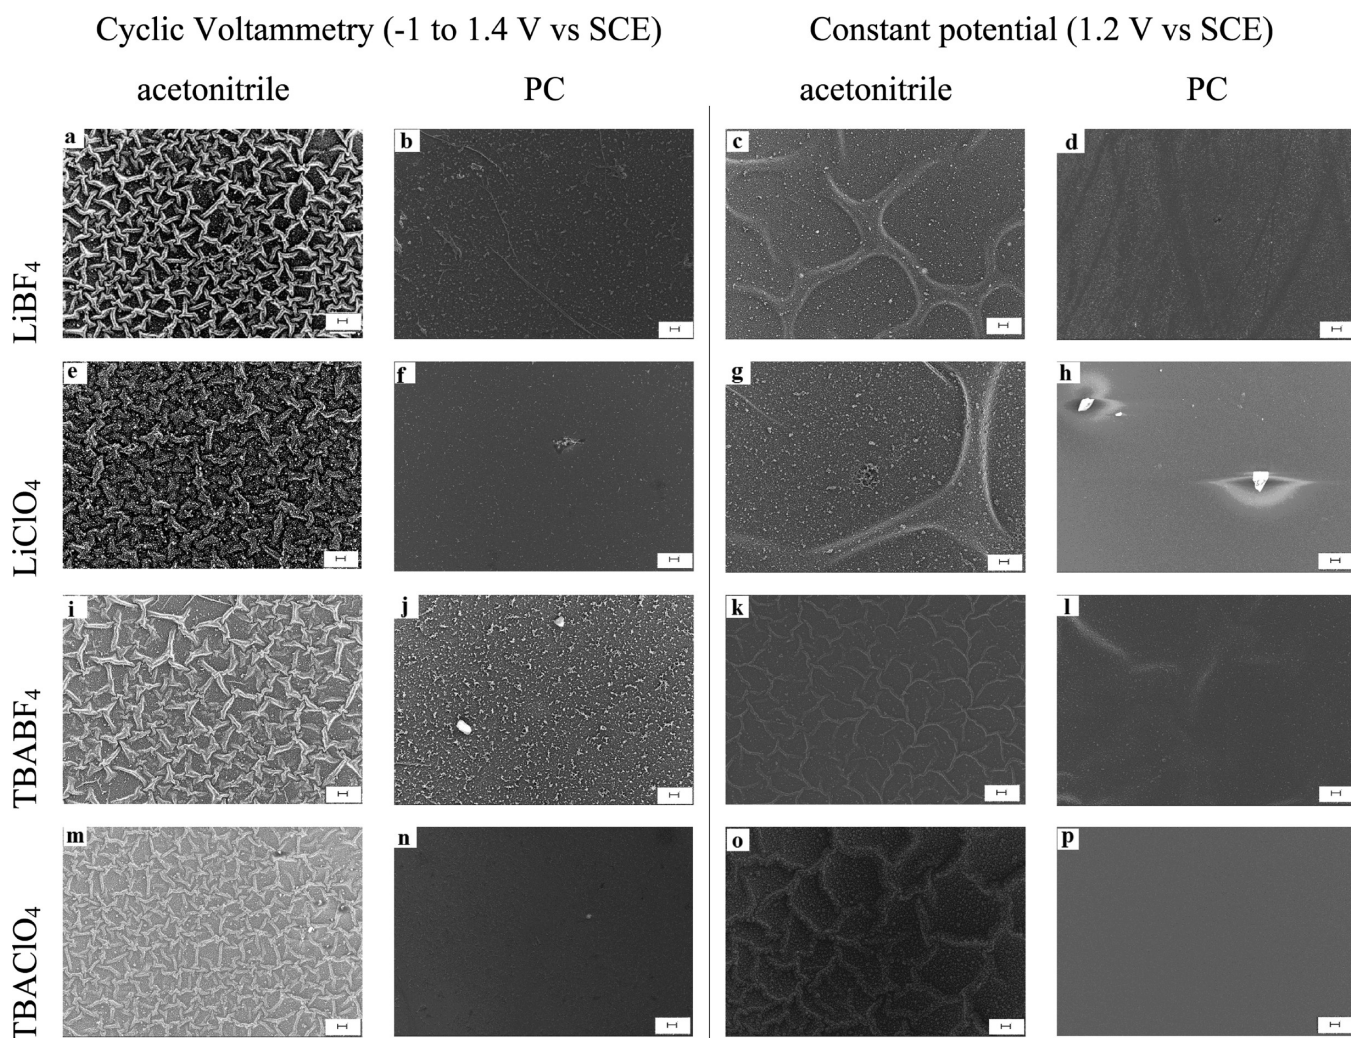 Cyclic Voltammetry (-1 to 1.4 V vs SCE) Constant potential (1.2 V vs SCE)
acetonitrile PC acetonitrile PC
LiBF₄
a b c d
LiClO₄
e f g h
TBABF₄
i j k l
TBAClO₄
m n o p